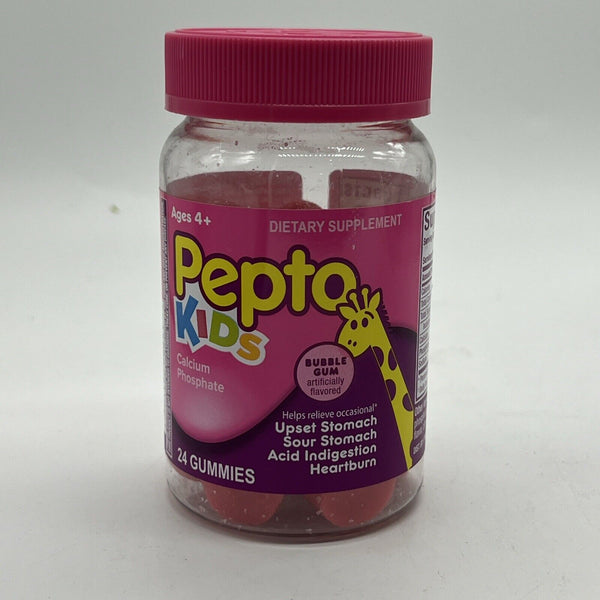 Ages 4+
DIETARY SUPPLEMENT
Pepto
KIDS
Calcium
Phosphate
BUBBLE
GUM
artificially
flavored
Helps relieve occasional*
Upset Stomach
Sour Stomach
Acid Indigestion
Heartburn
24 GUMMIES